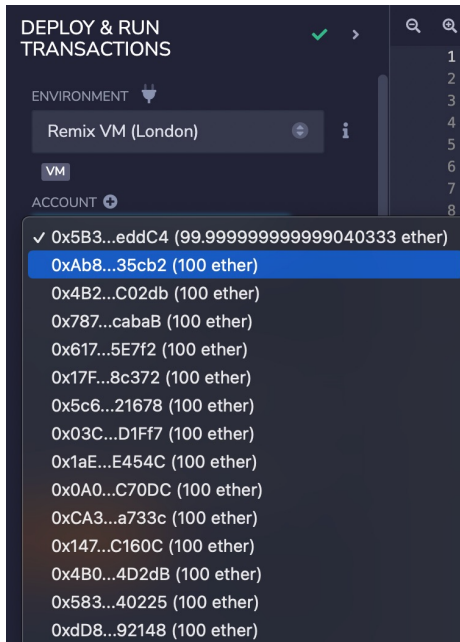 DEPLOY & RUN
TRANSACTIONS
ENVIRONMENT
Remix VM (London)
VM
ACCOUNT
0x5B3...eddC4 (99.999999999999040333 ether)
0xAb8...35cb2 (100 ether)
0x4B2...C02db (100 ether)
0x787...cabaB (100 ether)
0x617...5E7f2 (100 ether)
0x17F...8c372 (100 ether)
0x5c6...21678 (100 ether)
0x03C...D1Ff7 (100 ether)
0x1aE...E454C (100 ether)
0x0A0...C70DC (100 ether)
0xCA3...a733c (100 ether)
0x147...C160C (100 ether)
0x4B0...4D2dB (100 ether)
0x583...40225 (100 ether)
0xdD8...92148 (100 ether)
1
2
3
4
5
6
7
8